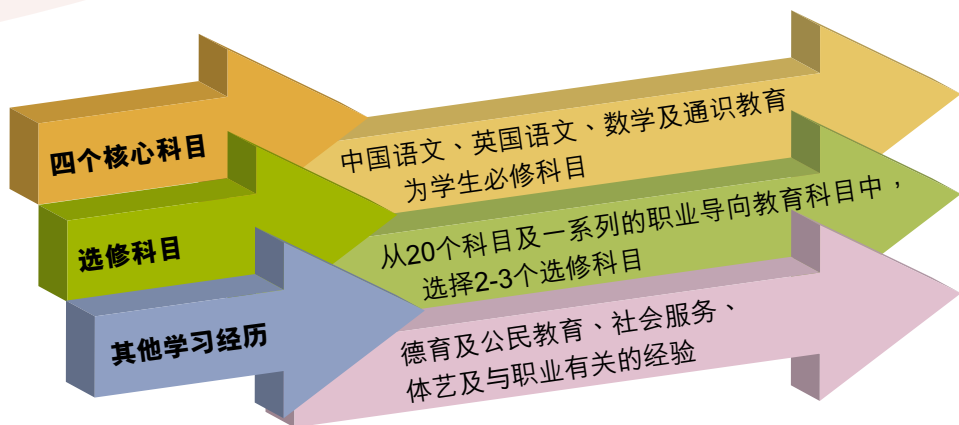 四个核心科目
中国语文、英国语文、数学及通识教育
为学生必修科目
选修科目
从20个科目及一系列的职业导向教育科目中，
选择2-3个选修科目
其他学习经历
德育及公民教育、社会服务、
体艺及与职业有关的经验